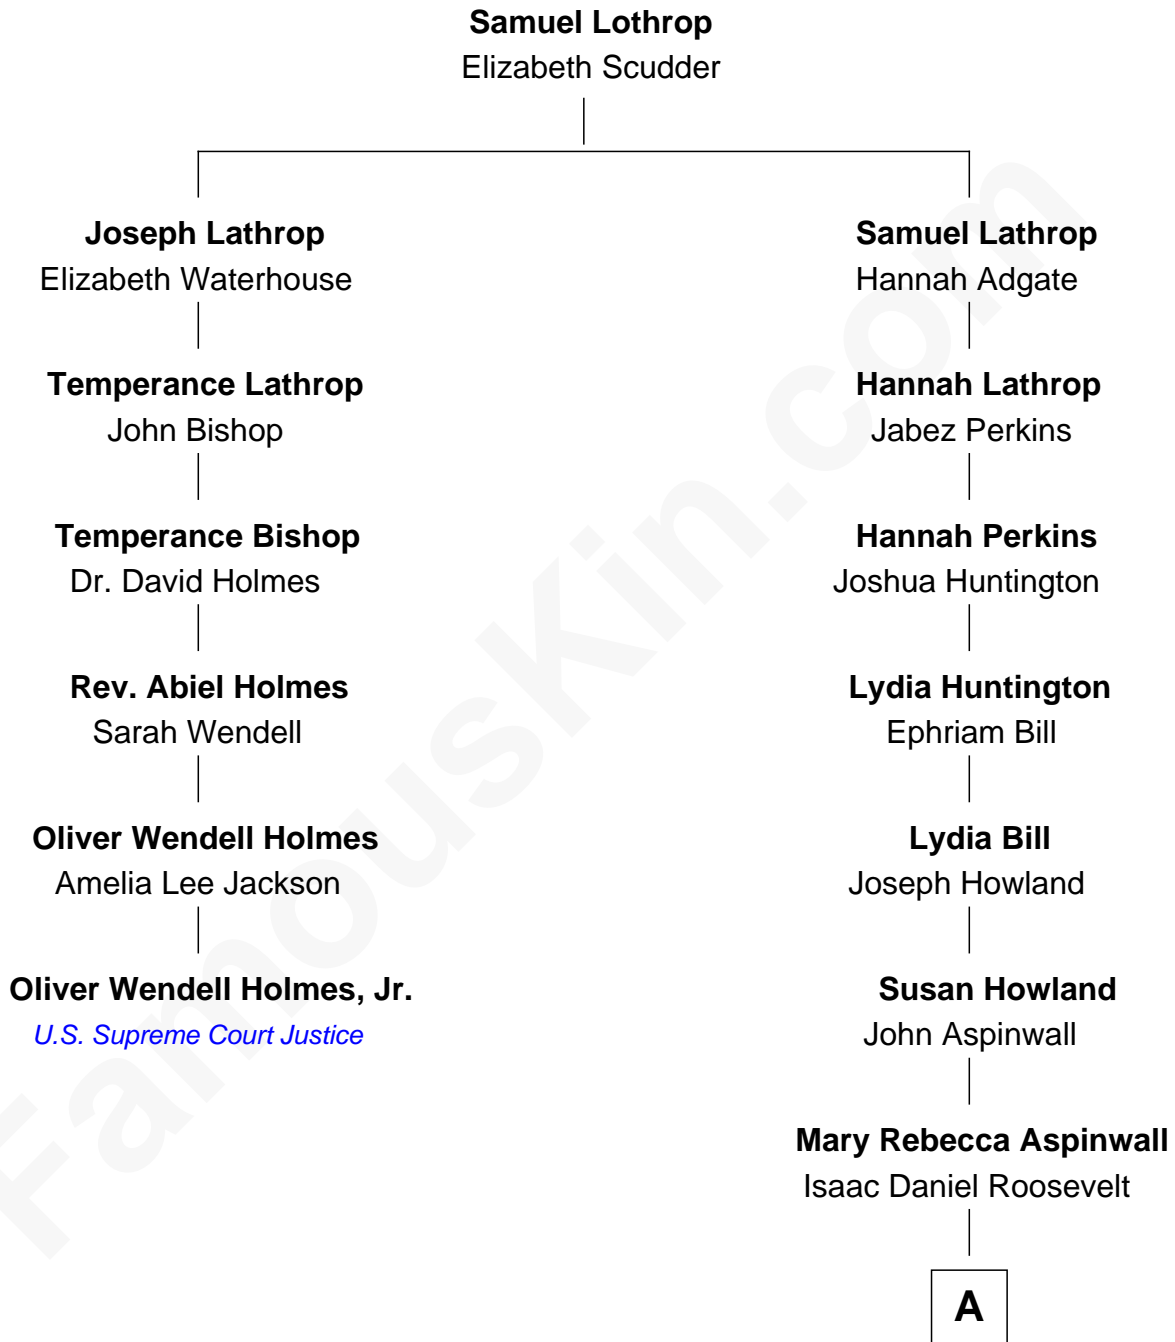 Samuel Lothrop
Elizabeth Scudder
Joseph Lathrop
Elizabeth Waterhouse
Temperance Lathrop
John Bishop
Temperance Bishop
Dr. David Holmes
Rev. Abiel Holmes
Sarah Wendell
Oliver Wendell Holmes
Amelia Lee Jackson
Oliver Wendell Holmes, Jr.
U.S. Supreme Court Justice
Samuel Lathrop
Hannah Adgate
Hannah Lathrop
Jabez Perkins
Hannah Perkins
Joshua Huntington
Lydia Huntington
Ephriam Bill
Lydia Bill
Joseph Howland
Susan Howland
John Aspinwall
Mary Rebecca Aspinwall
Isaac Daniel Roosevelt
A
FamousKin.com